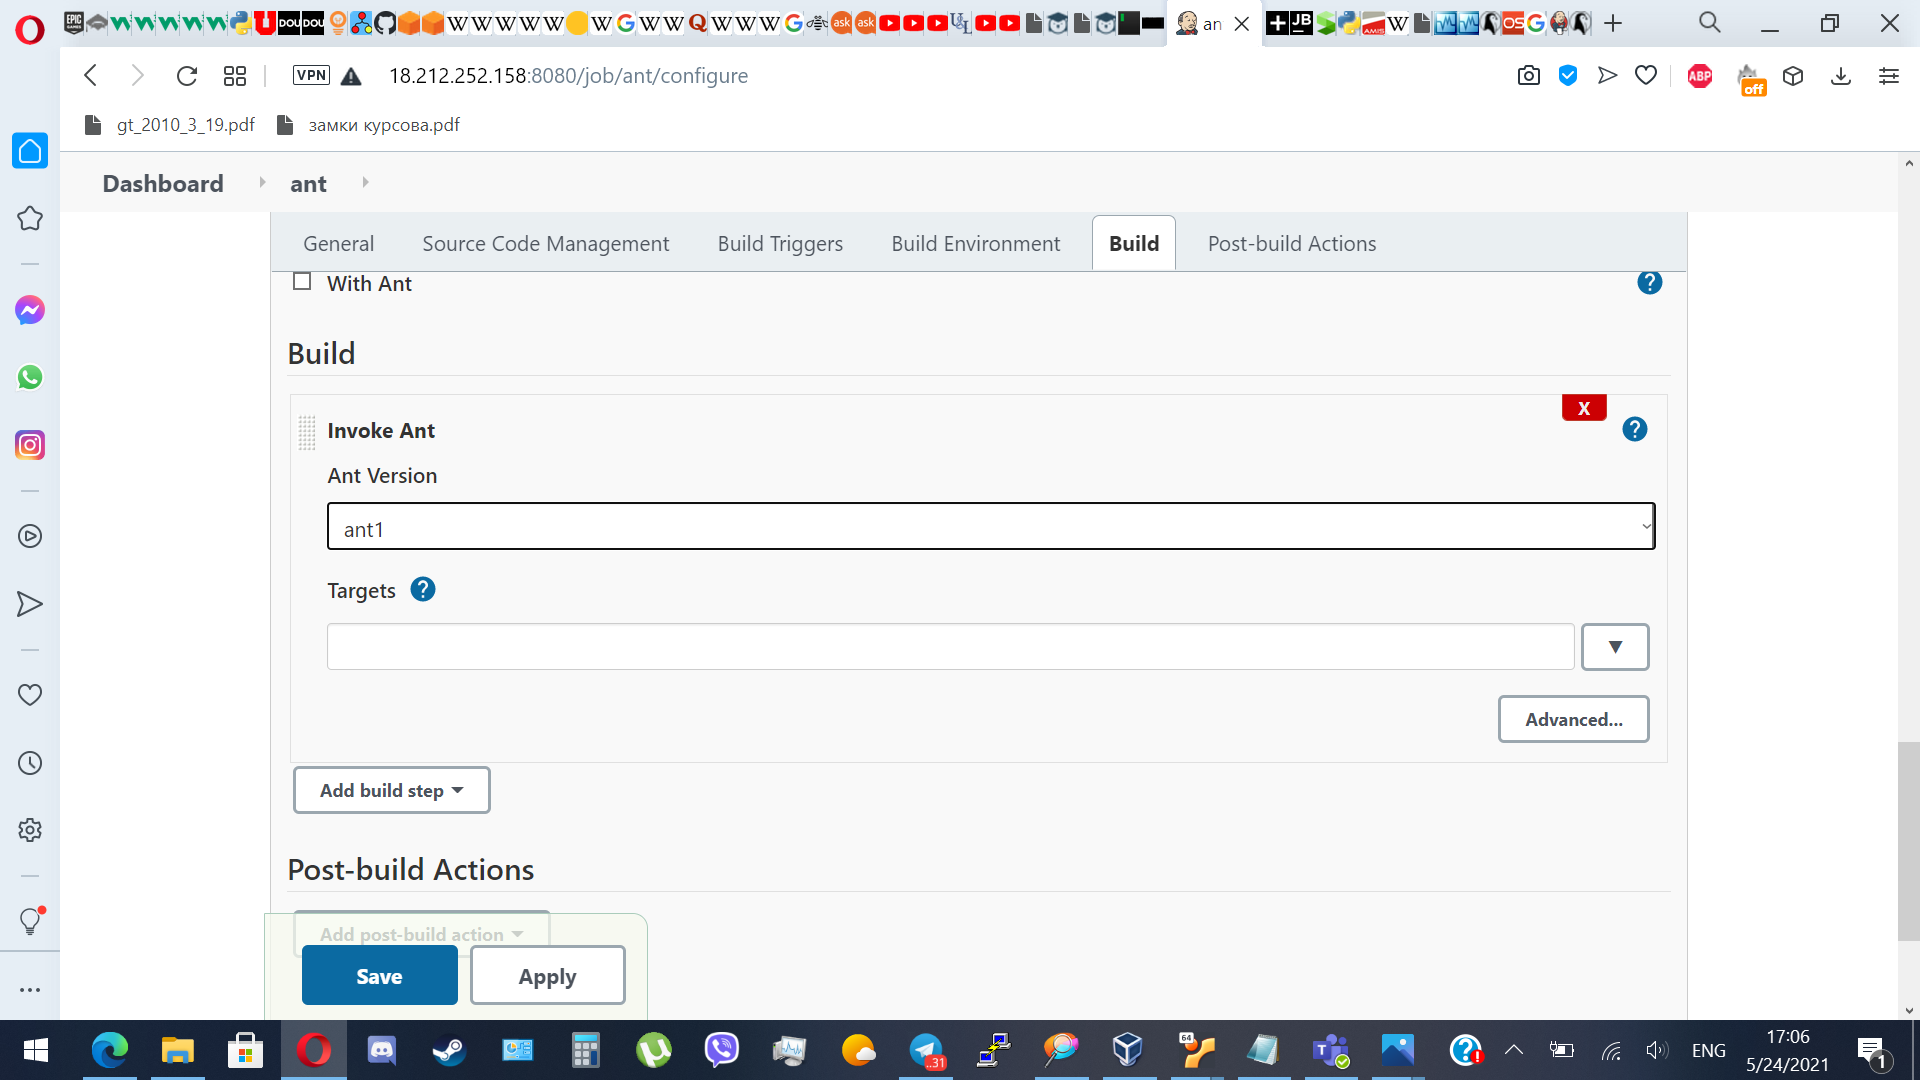 an
VPN
18.212.252.158:8080/job/ant/configure
ABP
off
gt_2010_3_19.pdf
замки курсова.pdf
Dashboard
ant
General
Source Code Management
Build Triggers
Build Environment
Build
Post-build Actions
With Ant
?
Build
X
Invoke Ant
?
Ant Version
ant1
Targets ?
Advanced...
Add build step
Post-build Actions
Add post-build action
Save
Apply
ENG
17:06
5/24/2021
1